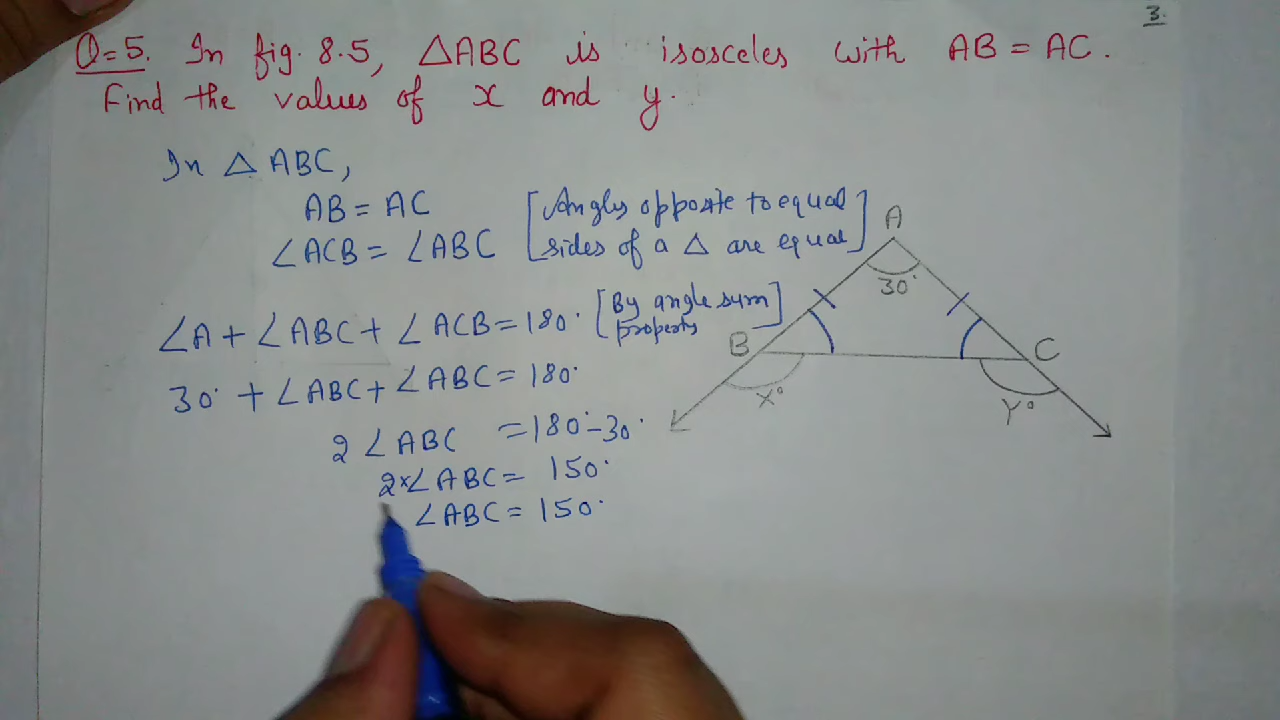 3.
Q=5. In fig. 8.5, △ABC is isosceles with AB = AC.
Find the values of x and y.
In △ ABC,
AB = AC [Angles opposite to equal
∠ACB = ∠ABC sides of a △ are equal]
∠A + ∠ABC + ∠ACB = 180° [By angle sum
property]
30° + ∠ABC + ∠ABC = 180°
2 ∠ABC = 180° - 30°
2×∠ABC = 150°
∠ABC = 150°
A
30°
B
C
X°
Y°